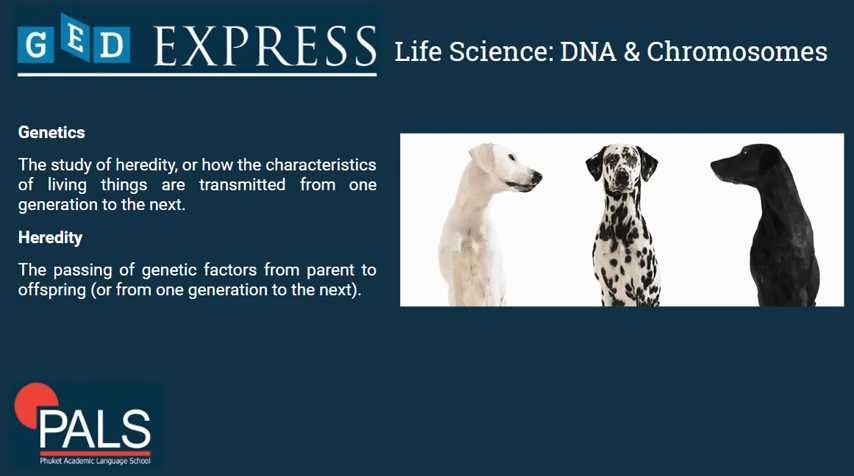 GED EXPRESS
Life Science: DNA & Chromosomes
Genetics
The study of heredity, or how the characteristics
of living things are transmitted from one
generation to the next.
Heredity
The passing of genetic factors from parent to
offspring (or from one generation to the next).
PALS
Phuket Academic Language School